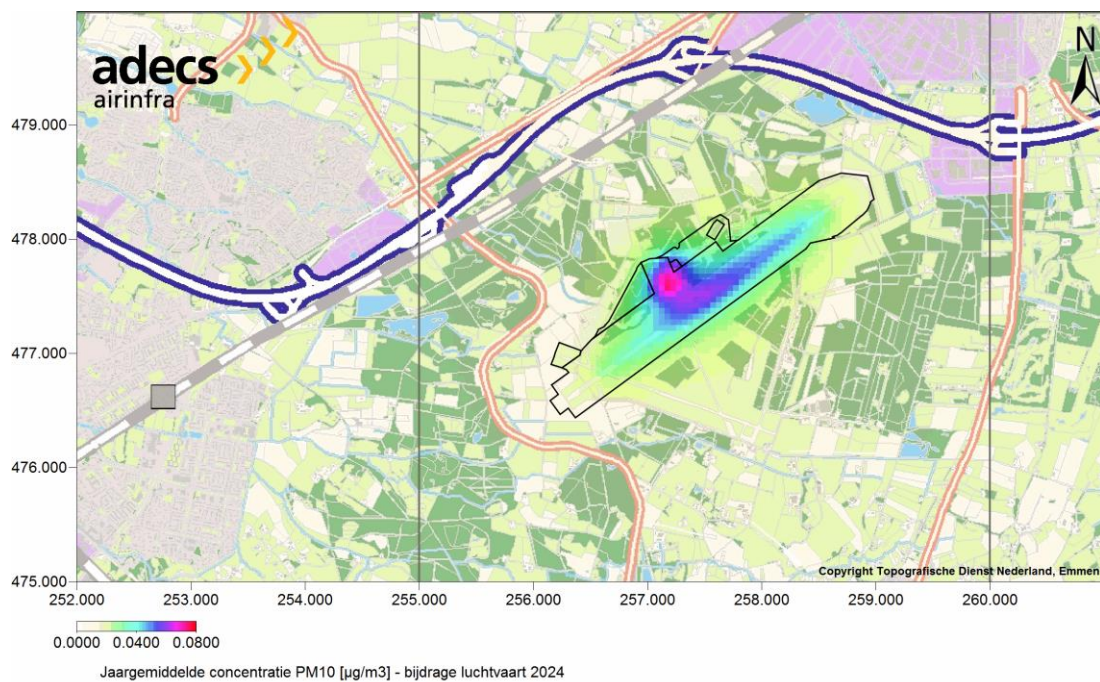 adecs
airinfra
N
479.000
478.000
477.000
476.000
475.000
Copyright Topografische Dienst Nederland, Emmen
252.000 253.000 254.000 255.000 256.000 257.000 258.000 259.000 260.000
0.0000 0.0400 0.0800
Jaargemiddelde concentratie PM10 [µg/m3] - bijdrage luchtvaart 2024